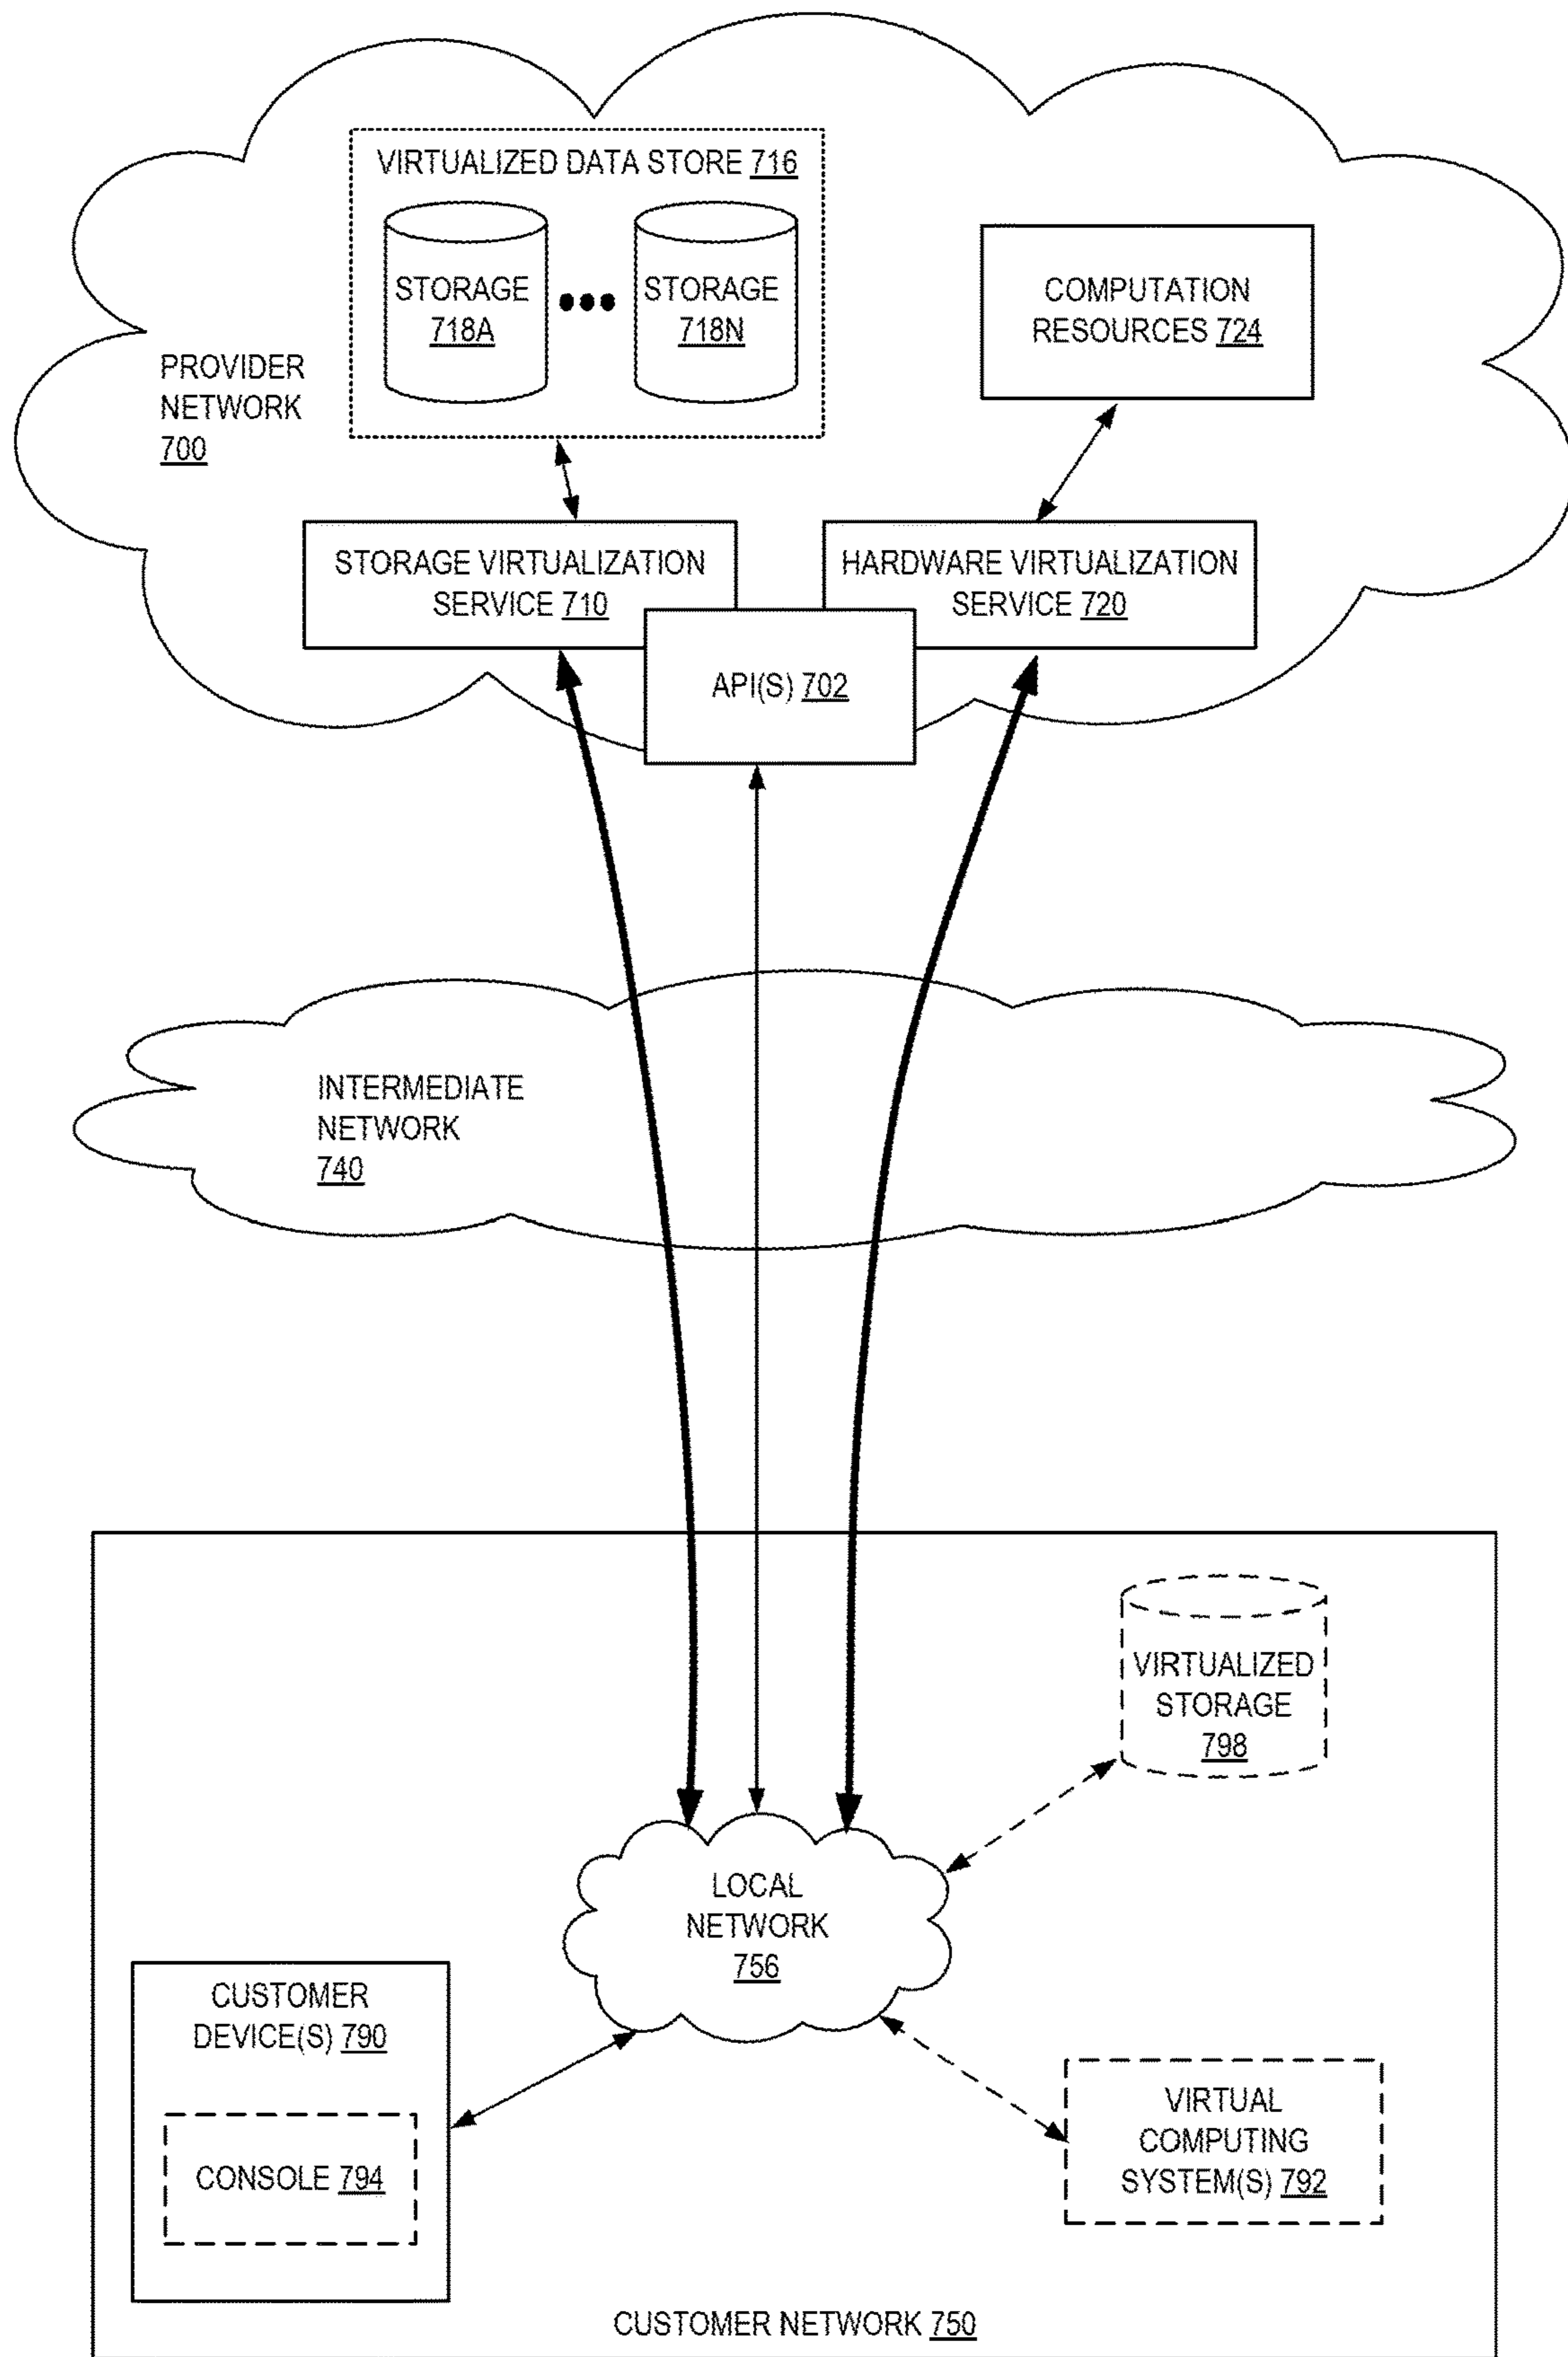 VIRTUALIZED DATA STORE 716
STORAGE
718A
STORAGE
718N
COMPUTATION
RESOURCES 724
PROVIDER
NETWORK
700
STORAGE VIRTUALIZATION
SERVICE 710
HARDWARE VIRTUALIZATION
SERVICE 720
API(S) 702
INTERMEDIATE
NETWORK
740
VIRTUALIZED
STORAGE
798
LOCAL
NETWORK
756
CUSTOMER
DEVICE(S) 790
CONSOLE 794
VIRTUAL
COMPUTING
SYSTEM(S) 792
CUSTOMER NETWORK 750